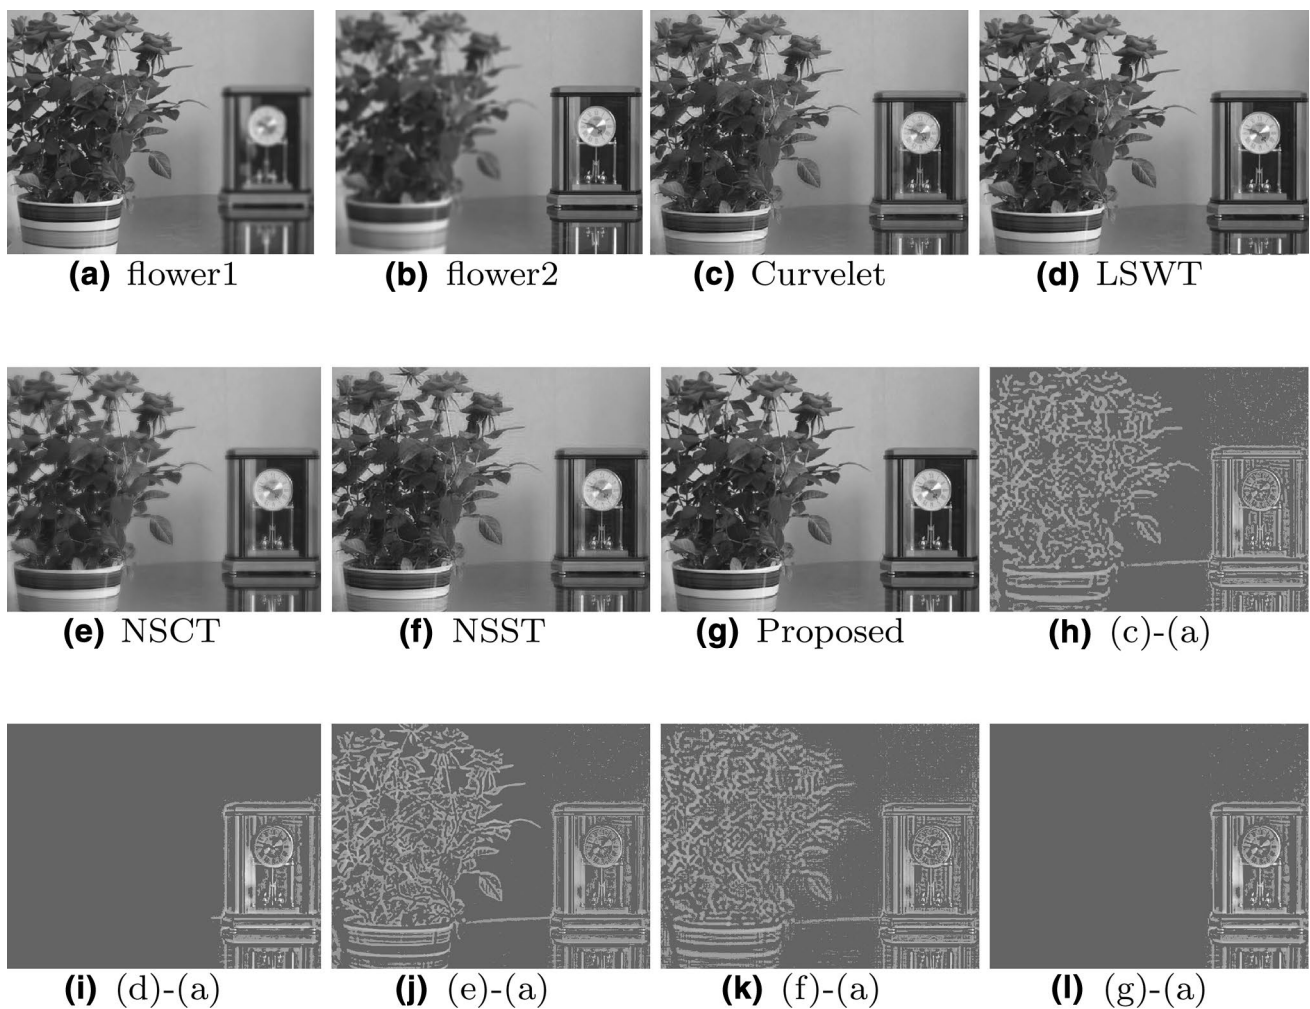 (a) flower1
(b) flower2
(c) Curvelet
(d) LSWT
(e) NSCT
(f) NSST
(g) Proposed
(h) (c)-(a)
(i) (d)-(a)
(j) (e)-(a)
(k) (f)-(a)
(l) (g)-(a)